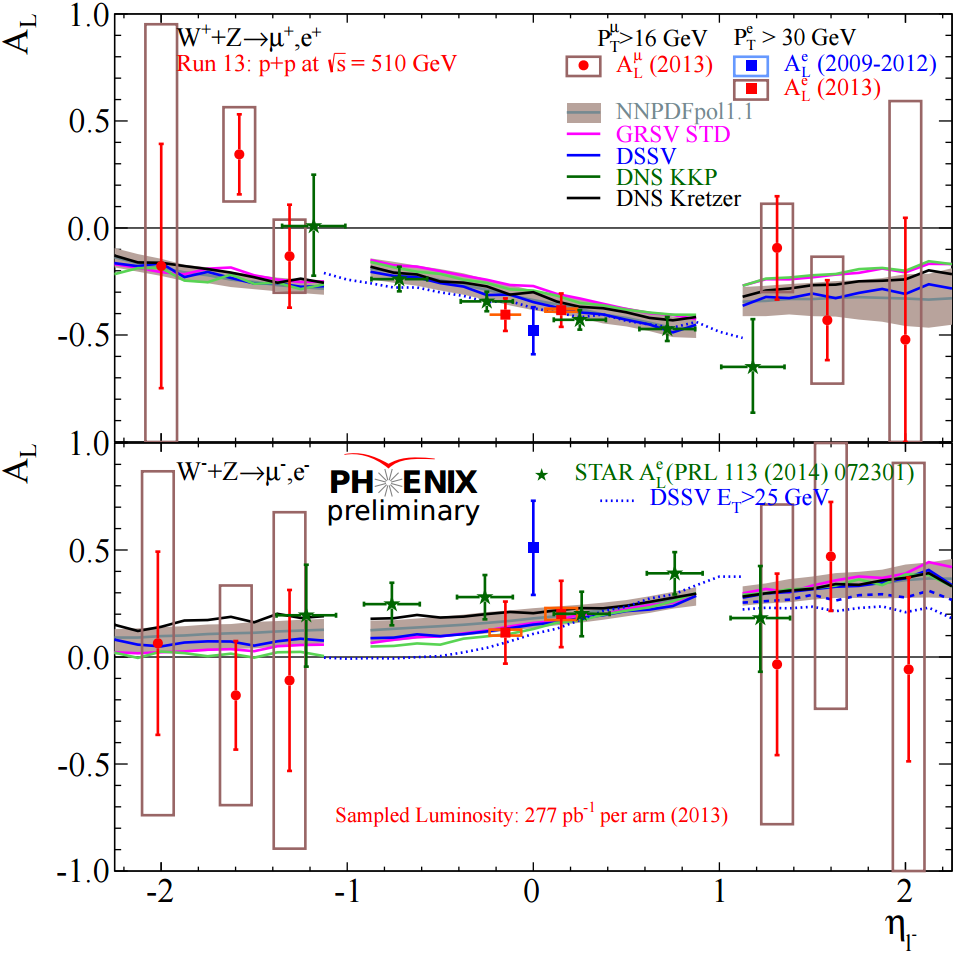 A_L
1.0
0.5
0.0
-0.5
W⁺+Z→μ⁺,e⁺
Run 13: p+p at √s = 510 GeV
P_T^μ>16 GeV P_T^e > 30 GeV
A_L^μ (2013) A_L^e (2009-2012)
A_L^e (2013)
NNPDFpol1.1
GRSV STD
DSSV
DNS KKP
DNS Kretzer
A_L
1.0
0.5
0.0
-0.5
-1.0
W⁻+Z→μ⁻,e⁻
PHENIX
preliminary
STAR A_L^e(PRL 113 (2014) 072301)
DSSV E_T>25 GeV
Sampled Luminosity: 277 pb⁻¹ per arm (2013)
-2 -1 0 1 2
η_l⁻